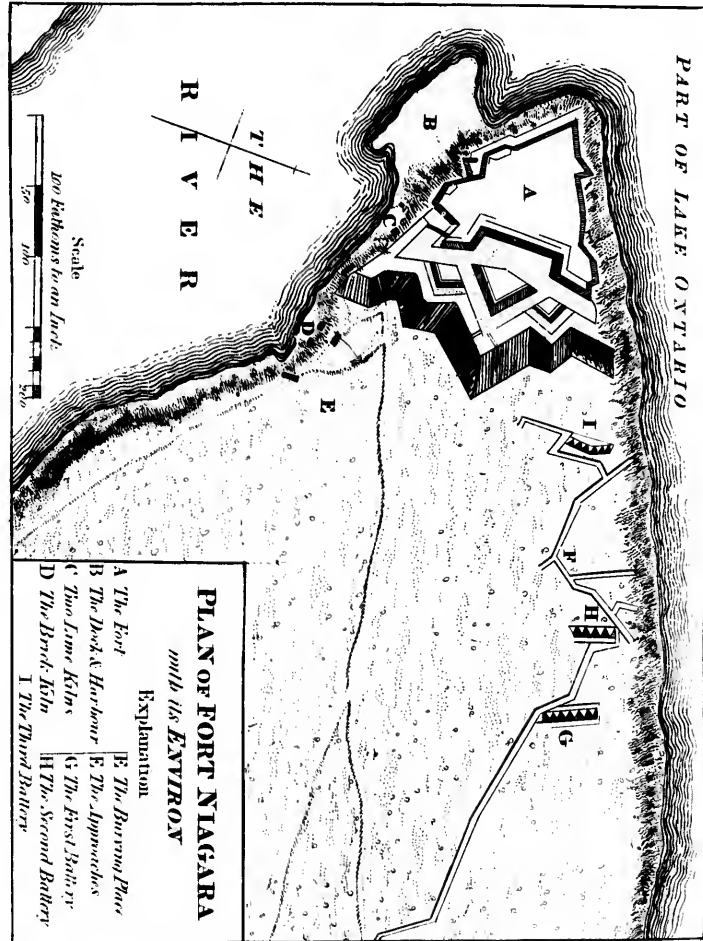 PART OF LAKE ONTARIO
THE
RIVER
A
B
C
D
E
F
G
H
I
Scale
100 Fathoms to an Inch
50
100
200
PLAN OF FORT NIAGARA
with its ENVIRON
Explanation
A The Fort
B The Dock & Harbour
C Two Lime Kilns
D The Brick Kiln
E The Burying Place
E The Approaches
G The First Battery
H The Second Battery
I The Third Battery